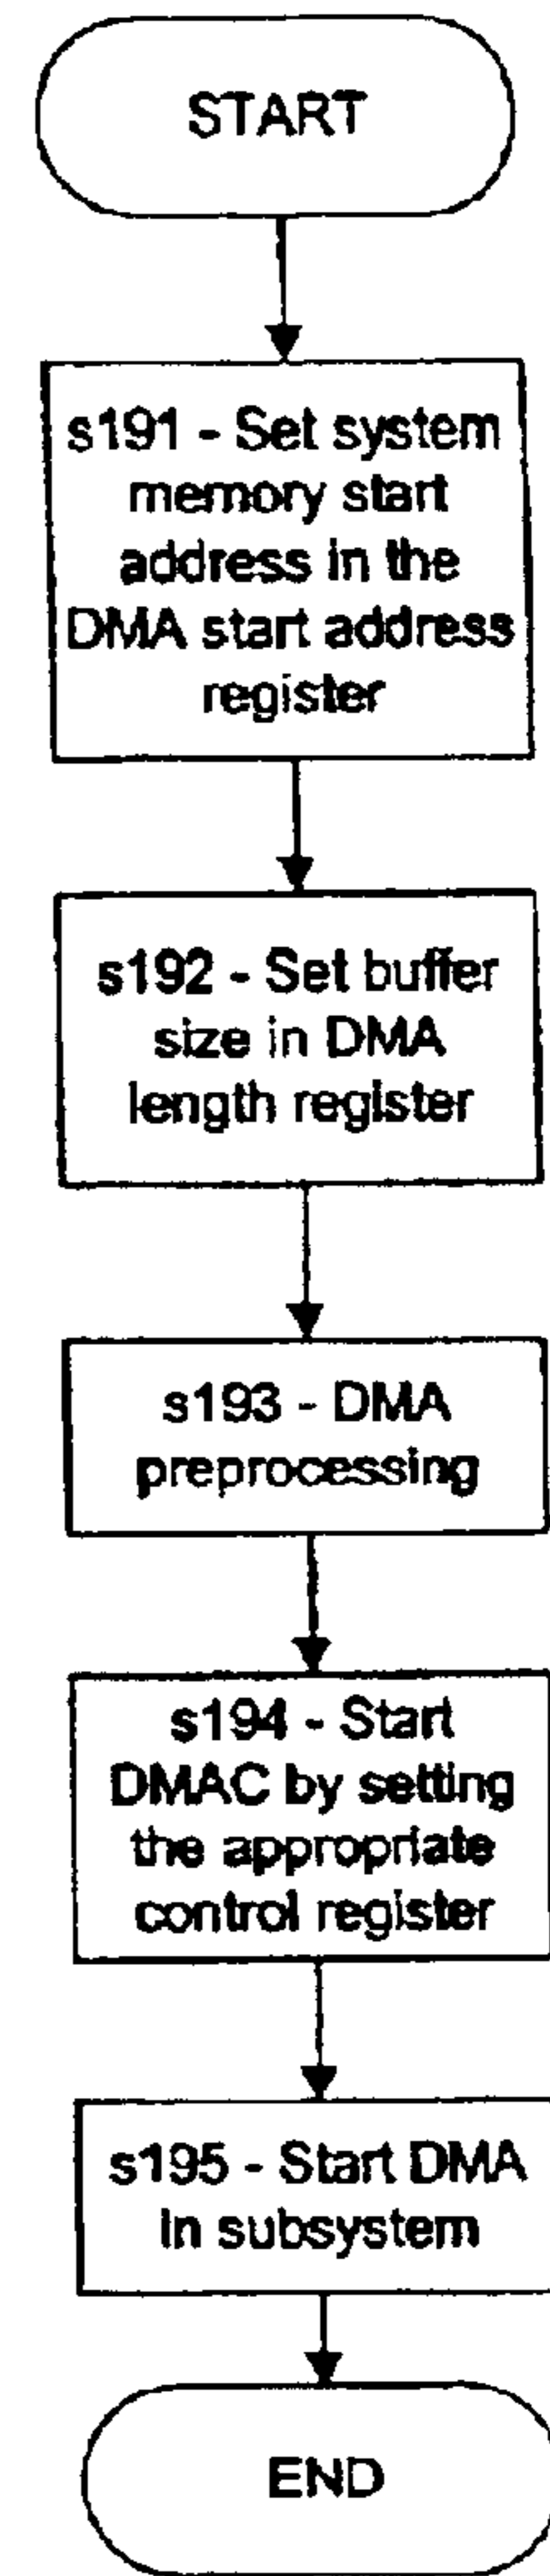 START
s191 - Set system
memory start
address in the
DMA start address
register
s192 - Set buffer
size in DMA
length register
s193 - DMA
preprocessing
s194 - Start
DMAC by setting
the appropriate
control register
s195 - Start DMA
in subsystem
END